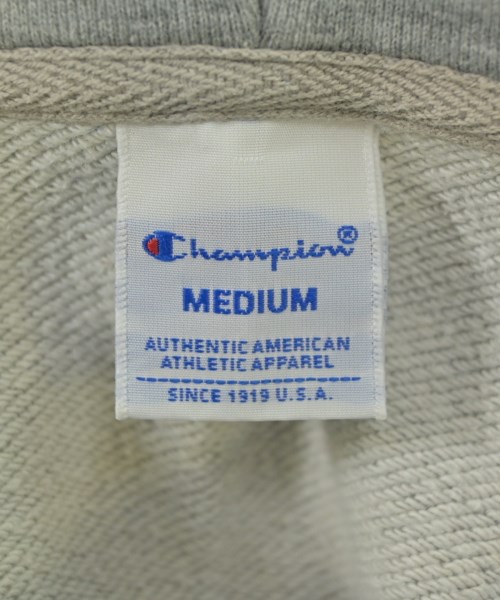 Champion®
MEDIUM
AUTHENTIC AMERICAN
ATHLETIC APPAREL
SINCE 1919 U.S.A.